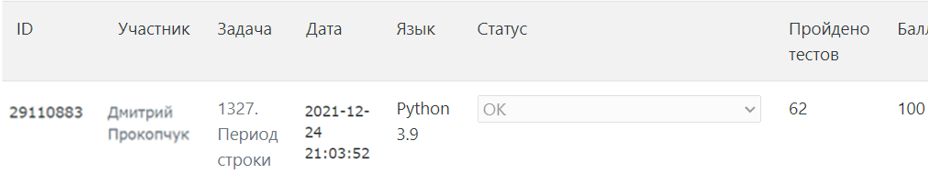 ID Участник Задача Дата Язык Статус Пройдено тестов Балл
29110883 Дмитрий Прокопчук 1327. Период строки 2021-12-24 21:03:52 Python 3.9 OK 62 100